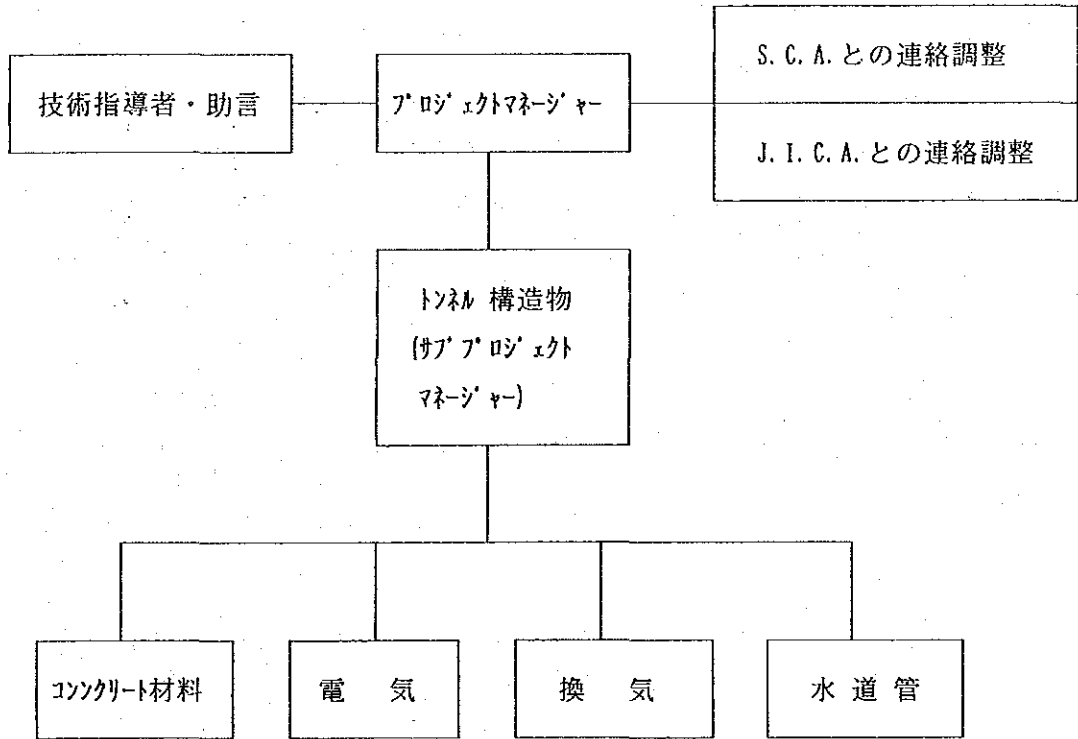 技術指導者・助言
プロジェクトマネージャー
S.C.A.との連絡調整
J.I.C.A.との連絡調整
トンネル 構造物
(サブプロジェクト
マネージャー)
コンンクリート材料
電 気
換 気
水 道 管